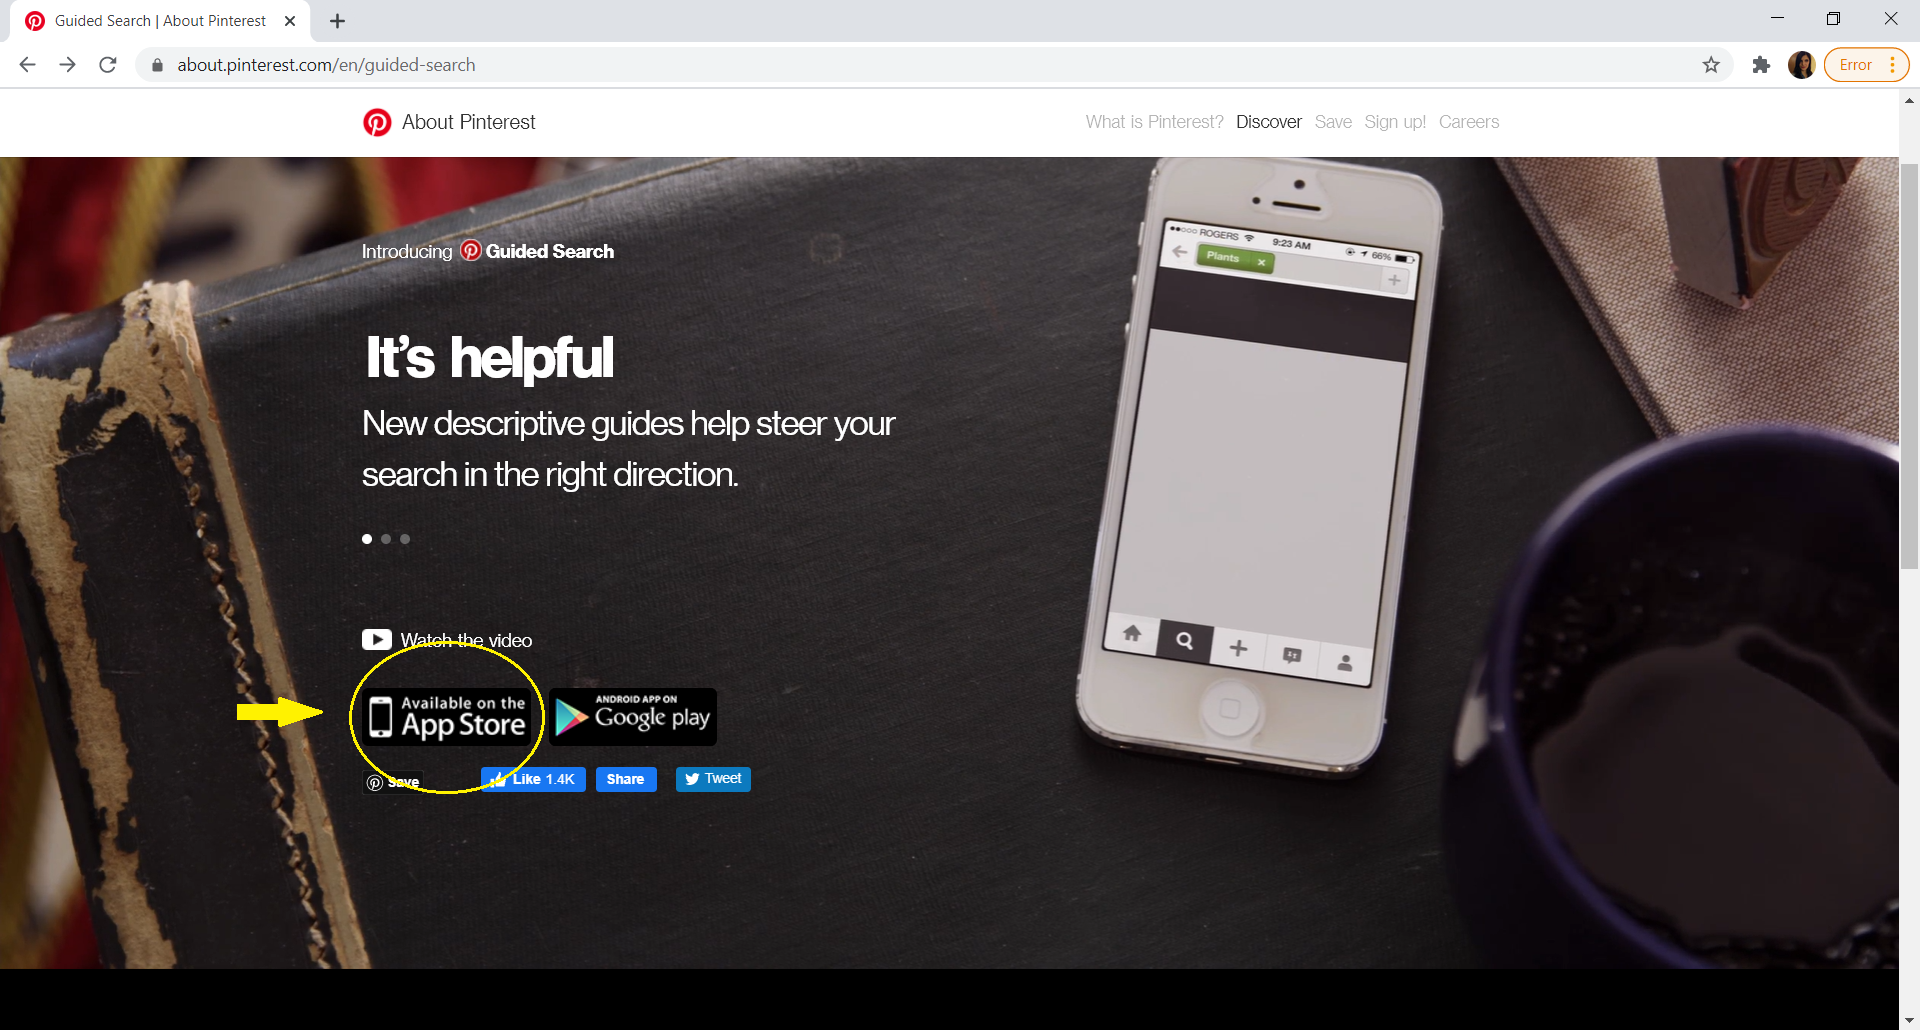 Guided Search | About Pinterest
about.pinterest.com/en/guided-search
Error
About Pinterest
What is Pinterest? Discover Save Sign up! Careers
Introducing Guided Search
It's helpful
New descriptive guides help steer your
search in the right direction.
Watch the video
Available on the
App Store
ANDROID APP ON
Google play
Save
Like 1.4K
Share
Tweet
ROGERS 9:23 AM 66%
Plants x